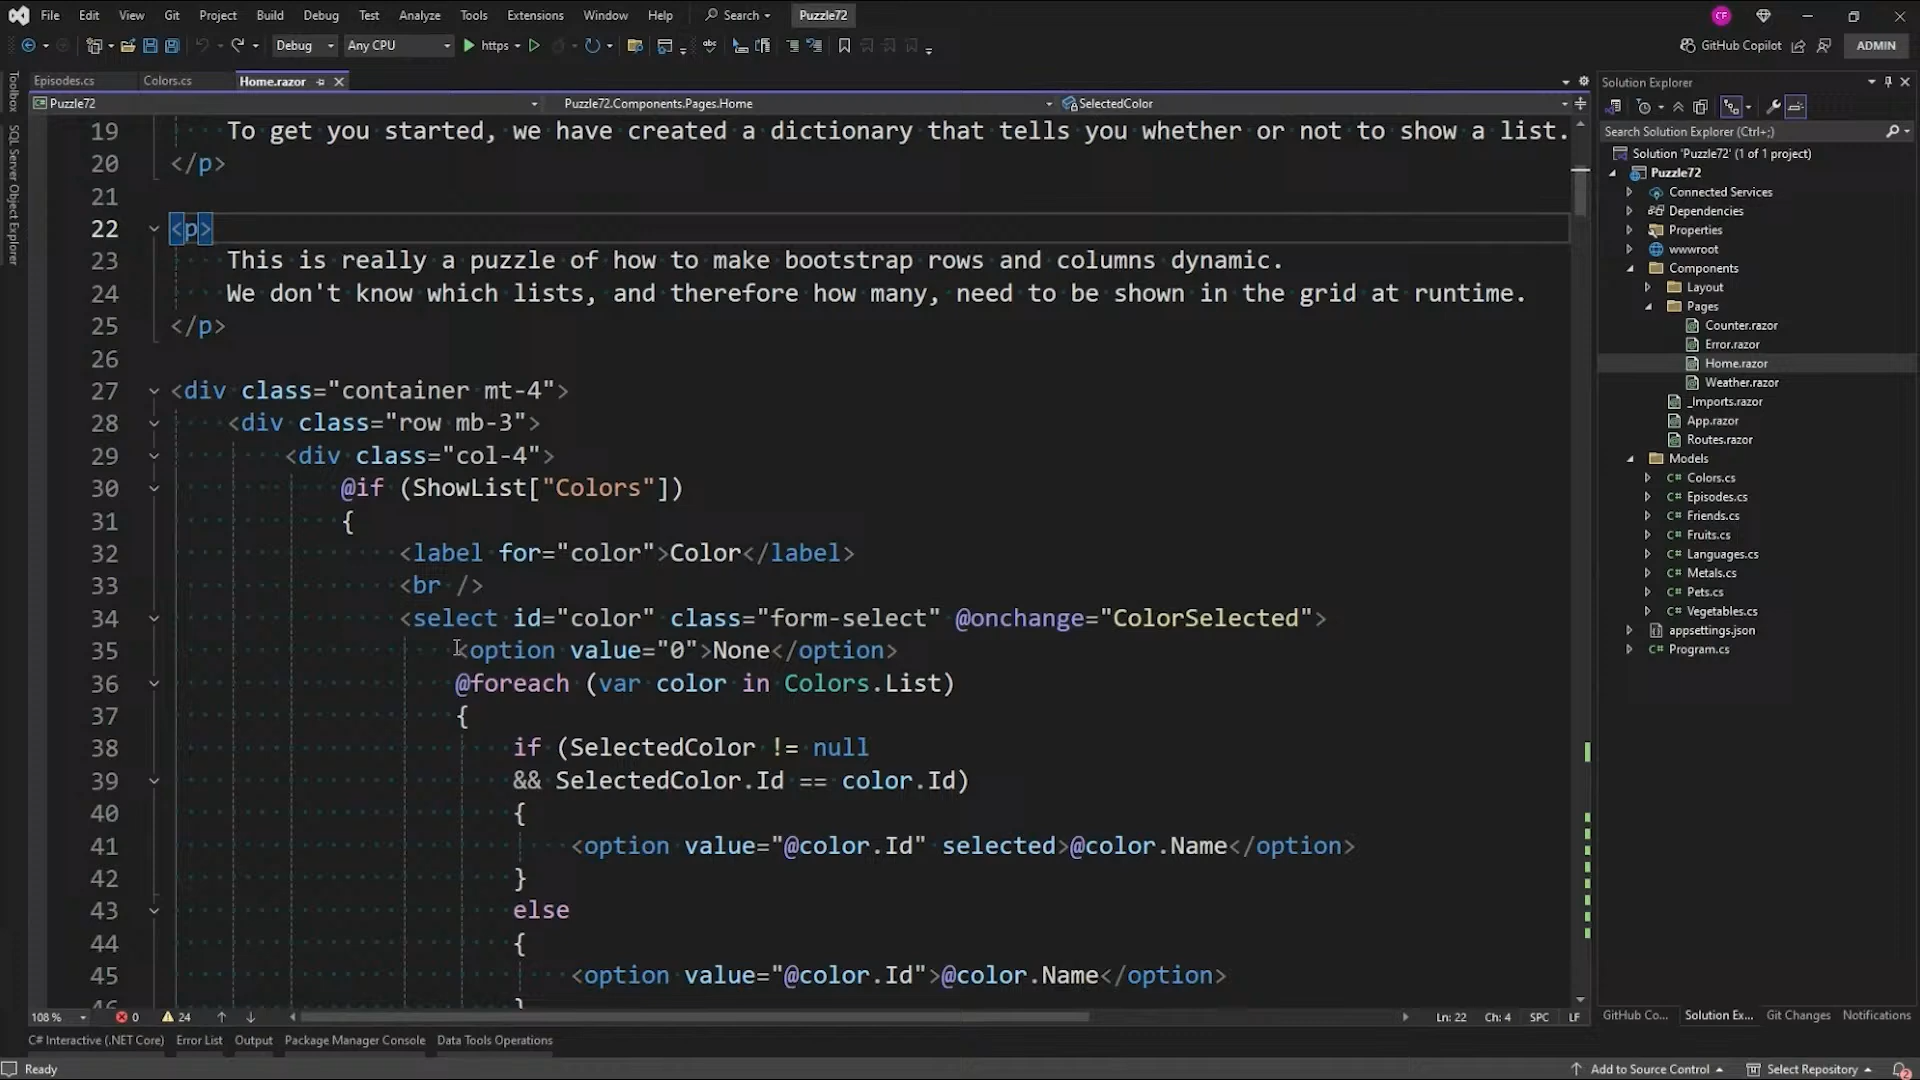 File Edit View Git Project Build Debug Test Analyze Tools Extensions Window Help Search Puzzle72
CF
Debug Any CPU https GitHub Copilot ADMIN
Toolbox
SQL Server Object Explorer
Episodes.cs Colors.cs Home.razor
Puzzle72 Puzzle72.Components.Pages.Home SelectedColor
19 To get you started, we have created a dictionary that tells you whether or not to show a list.
20 </p>
21
22 <p>
23 This is really a puzzle of how to make bootstrap rows and columns dynamic.
24 We don't know which lists, and therefore how many, need to be shown in the grid at runtime.
25 </p>
26
27 <div class="container mt-4">
28 <div class="row mb-3">
29 <div class="col-4">
30 @if (ShowList["Colors"])
31 {
32 <label for="color">Color</label>
33 <br />
34 <select id="color" class="form-select" @onchange="ColorSelected">
35 <option value="0">None</option>
36 @foreach (var color in Colors.List)
37 {
38 if (SelectedColor != null
39 && SelectedColor.Id == color.Id)
40 {
41 <option value="@color.Id" selected>@color.Name</option>
42 }
43 else
44 {
45 <option value="@color.Id">@color.Name</option>
46 }
108 % 0 24 Ln: 22 Ch: 4 SPC LF
C# Interactive (.NET Core) Error List Output Package Manager Console Data Tools Operations
Ready Add to Source Control Select Repository 2
Solution Explorer
Search Solution Explorer (Ctrl+;)
Solution 'Puzzle72' (1 of 1 project)
Puzzle72
Connected Services
Dependencies
Properties
wwwroot
Components
Layout
Pages
Counter.razor
Error.razor
Home.razor
Weather.razor
_Imports.razor
App.razor
Routes.razor
Models
C# Colors.cs
C# Episodes.cs
C# Friends.cs
C# Fruits.cs
C# Languages.cs
C# Metals.cs
C# Pets.cs
C# Vegetables.cs
appsettings.json
C# Program.cs
GitHub Co... Solution Ex... Git Changes Notifications